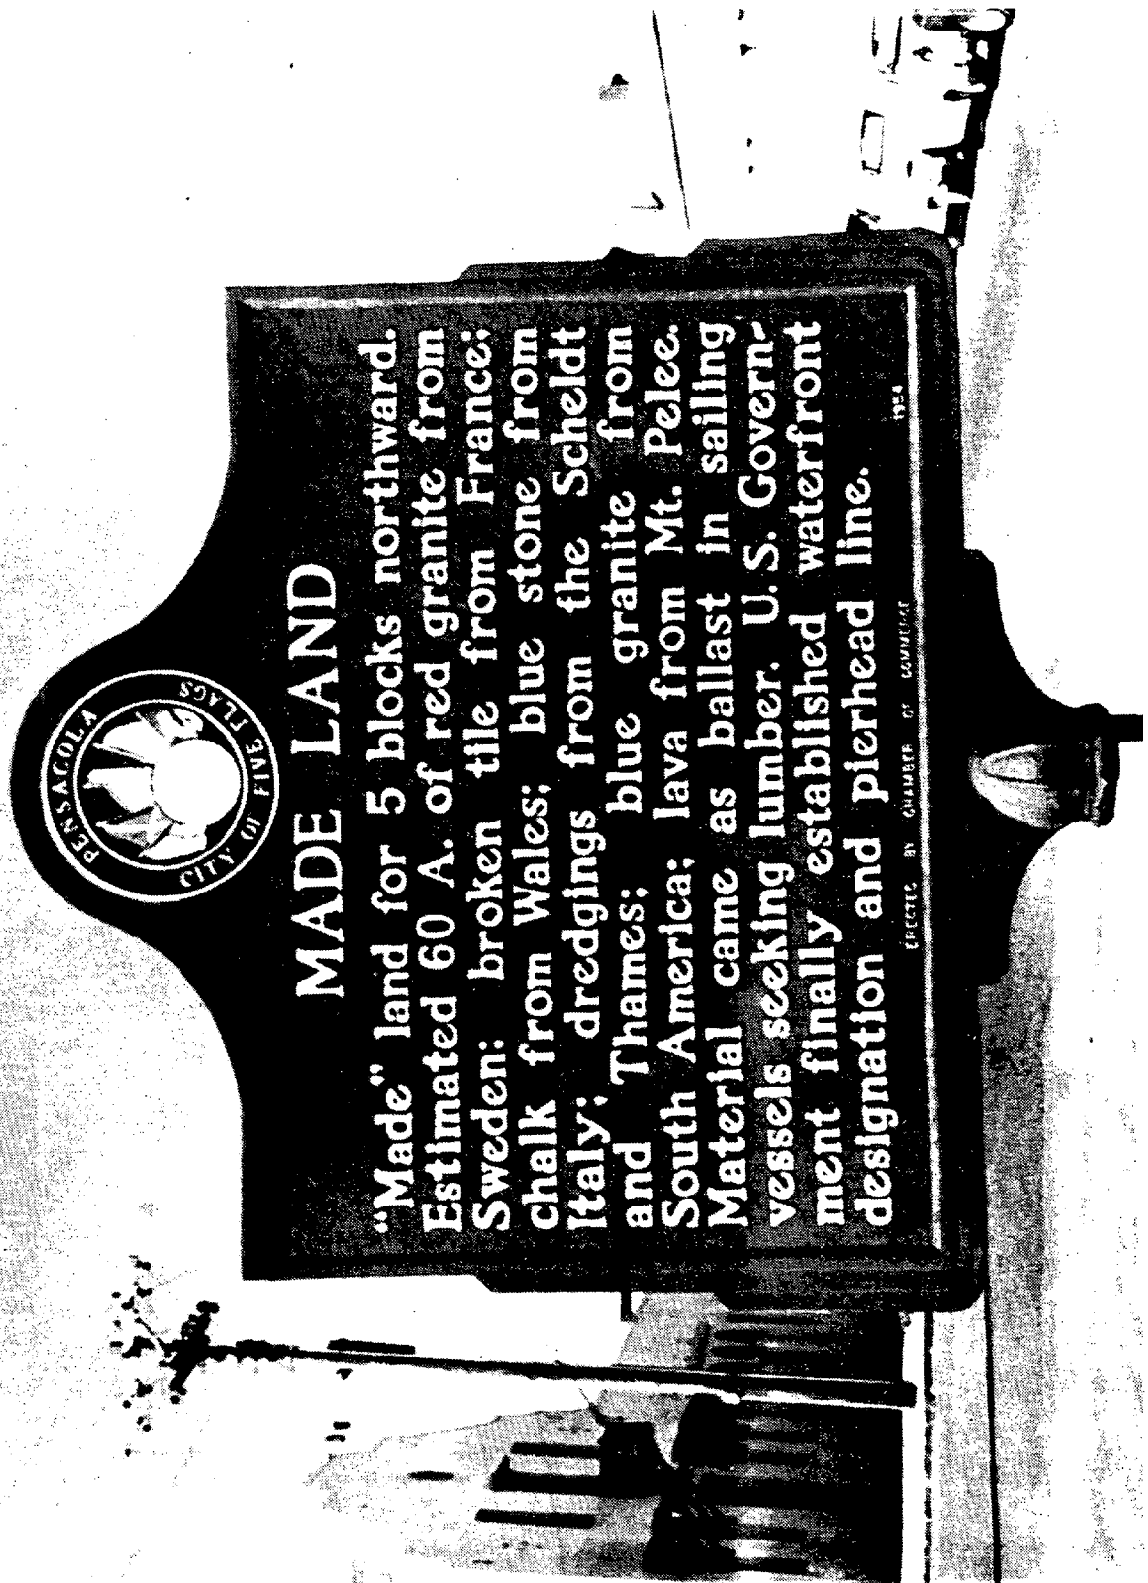 PENSACOLA
CITY OF FIVE FLAGS
MADE LAND
“Made” land for 5 blocks northward.
Estimated 60 A. of red granite from
Sweden: broken tile from France;
chalk from Wales; blue stone from
Italy; dredgings from the Scheldt
and Thames; blue granite from
South America; lava from Mt. Pelee.
Material came as ballast in sailing
vessels seeking lumber. U.S. Govern-
ment finally established waterfront
designation and pierhead line.
ERECTED BY CHAMBER OF COMMERCE